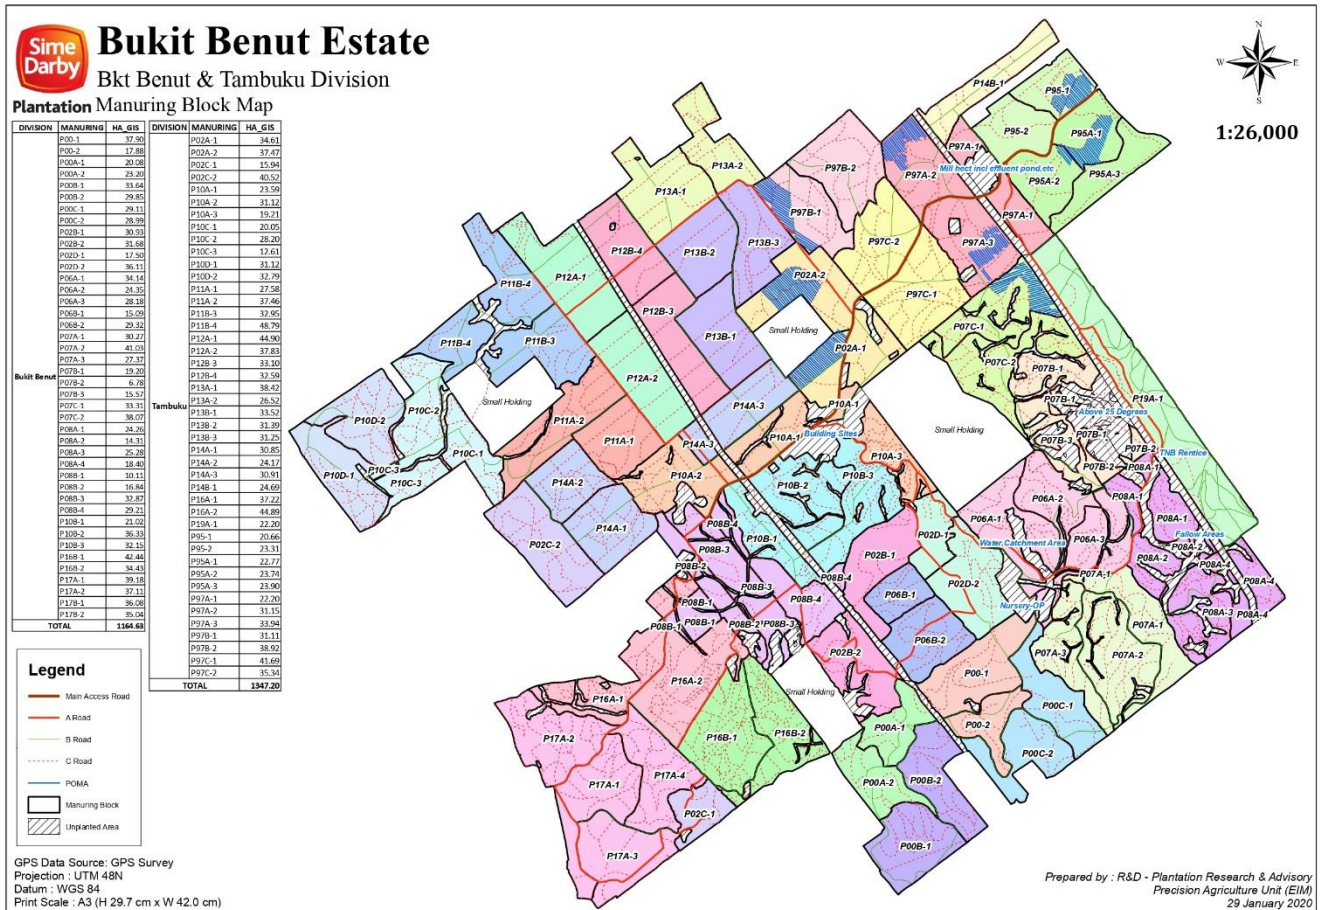 Sime
Darby
Plantation
Bukit Benut Estate
Bkt Benut & Tambuku Division
Manuring Block Map
DIVISION MANURING HA_GIS
Bukit Benut
P00-1 37.90
P00-2 17.88
P00A-1 20.08
P00A-2 23.20
P00B-1 33.64
P00B-2 29.85
P00C-1 29.11
P00C-2 28.99
P02B-1 30.93
P02B-2 31.68
P02D-1 17.50
P02D-2 36.11
P06A-1 34.14
P06A-2 24.35
P06A-3 28.18
P06B-1 15.09
P06B-2 29.32
P07A-1 30.27
P07A-2 41.03
P07A-3 27.37
P07B-1 19.20
P07B-2 6.78
P07B-3 15.57
P07C-1 33.31
P07C-2 38.07
P08A-1 24.26
P08A-2 14.31
P08A-3 25.28
P08A-4 18.40
P08B-1 10.11
P08B-2 16.84
P08B-3 32.87
P08B-4 29.21
P10B-1 21.02
P10B-2 36.33
P10B-3 32.15
P16B-1 42.44
P16B-2 34.43
P17A-1 39.18
P17A-2 37.11
P17B-1 36.08
P17B-2 35.04
TOTAL 1164.63
DIVISION MANURING HA_GIS
Tambuku
P02A-1 34.61
P02A-2 37.47
P02C-1 15.94
P02C-2 40.52
P10A-1 23.59
P10A-2 31.12
P10A-3 19.21
P10C-1 20.05
P10C-2 28.20
P10C-3 12.61
P10D-1 31.12
P10D-2 32.79
P11A-1 27.58
P11A-2 37.46
P11B-3 32.95
P11B-4 48.79
P12A-1 44.90
P12A-2 37.83
P12B-3 33.10
P12B-4 32.59
P13A-1 38.42
P13A-2 26.52
P13B-1 33.52
P13B-2 31.39
P13B-3 31.25
P14A-1 30.85
P14A-2 24.17
P14A-3 30.91
P14B-1 24.69
P16A-1 37.22
P16A-2 44.89
P19A-1 22.20
P95-1 20.66
P95-2 23.31
P95A-1 22.77
P95A-2 23.74
P95A-3 23.90
P97A-1 22.20
P97A-2 31.15
P97A-3 33.94
P97B-1 31.11
P97B-2 38.92
P97C-1 41.69
P97C-2 35.34
TOTAL 1347.20
Legend
Main Access Road
A Road
B Road
C Road
POMA
Manuring Block
Unplanted Area
GPS Data Source: GPS Survey
Projection : UTM 48N
Datum : WGS 84
Print Scale : A3 (H 29.7 cm x W 42.0 cm)
N
W E
S
1:26,000
P14B-1
P95-1
P95-2
P95A-1
P97A-1
Mill hect incl effluent pond,etc
P95A-2
P95A-3
P13A-2
P13A-1
P97B-2
P97A-2
P97B-1
P97A-1
P97A-3
P97C-2
P12B-4
P13B-2
P13B-3
P02A-2
P12A-1
P11B-4
P97C-1
P12B-3
P13B-1
Small Holding
P07C-1
P11B-4
P11B-3
P02A-1
P07C-2
P07B-1
P12A-2
P14A-3
P10A-1
P07B-1
P19A-1
Above 25 Degrees
Small Holding
P10C-2
P10D-2
P11A-2
P11A-1
P14A-3
P10A-1
Building Sites
Small Holding
P07B-3
P07B-1
P07B-2
TNB Rentice
P10C-1
P10C-3
P10D-1
P10C-3
P14A-2
P10A-2
P10A-3
P10B-2
P10B-3
P07B-2
P08A-1
P06A-2
P08A-1
P14A-1
P08B-4
P06A-1
P08A-1
P02C-2
P08B-3
P10B-1
P02B-1
P02D-1
Water Catchment Area
P06A-3
Fallow Areas
P08A-2
P08A-2
P08B-2
P08B-3
P08B-4
P02D-2
P07A-1
P08A-4
P06B-1
P08B-1
P08B-4
Nursery-OP
P08A-3
P08A-4
P08B-1
P08B-1
P08B-2
P08B-3
P06B-2
P07A-1
P02B-2
P07A-3
P07A-2
P16A-2
P00-1
P16A-1
Small Holding
P00C-1
P17A-2
P16B-1
P16B-2
P00A-1
P00-2
P00C-2
P17A-1
P17A-4
P00A-2
P00B-2
P02C-1
P00B-1
P17A-3
Prepared by : R&D - Plantation Research & Advisory
Precision Agriculture Unit (EIM)
29 January 2020